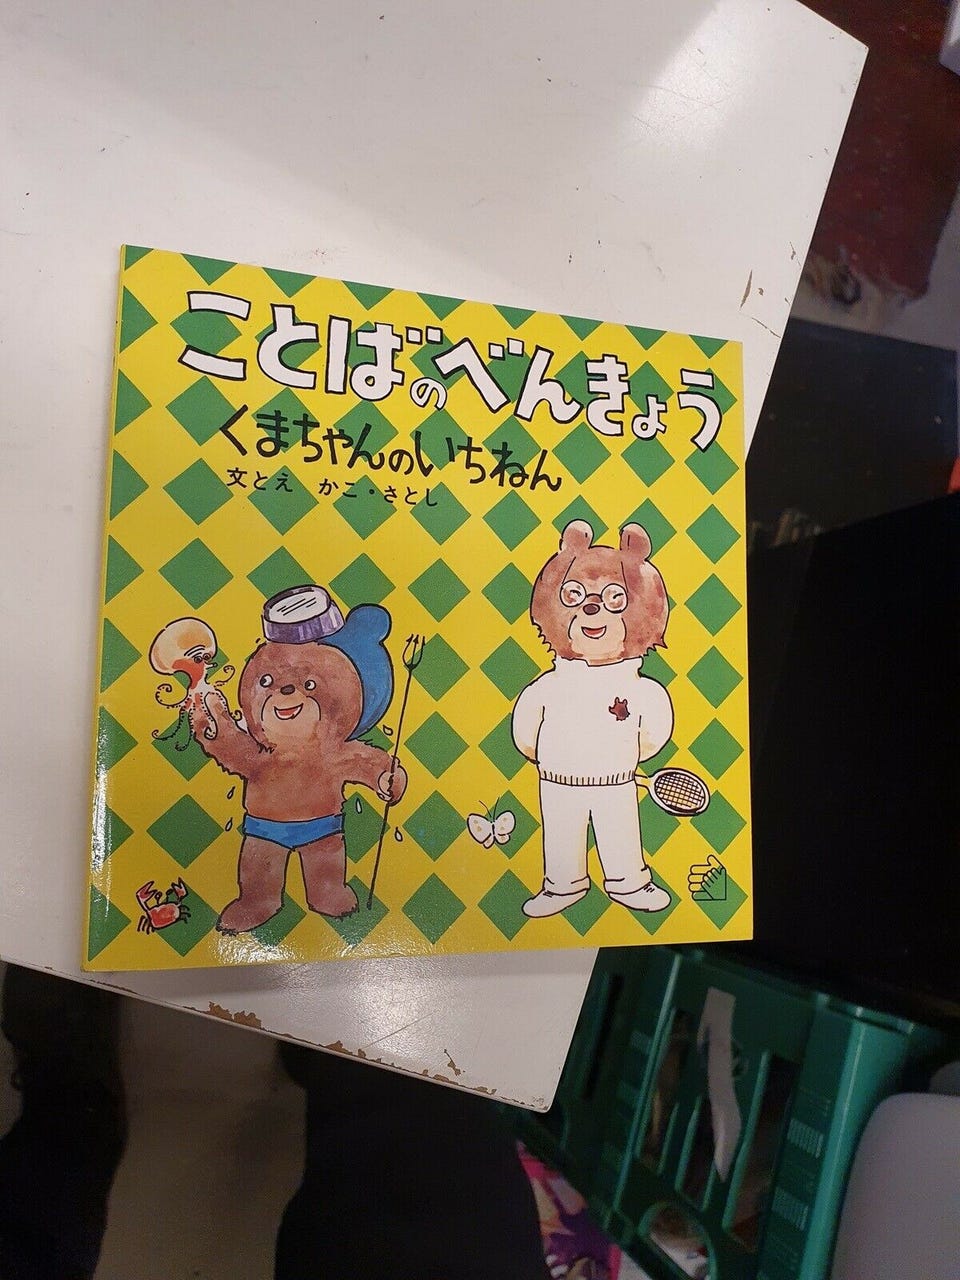 ことばのべんきょう
くまちゃんのいちねん
文とえ かこ・さとし